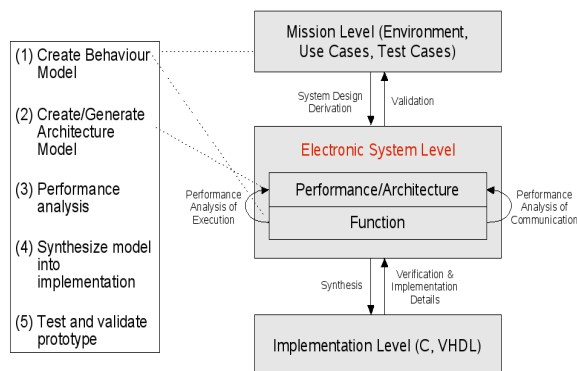 (1) Create Behaviour
Model
(2) Create/Generate
Architecture
Model
(3) Performance
analysis
(4) Synthesize model
into
implementation
(5) Test and validate
prototype
Mission Level (Environment,
Use Cases, Test Cases)
System Design
Derivation
Validation
Electronic System Level
Performance/Architecture
Function
Performance
Analysis of
Execution
Performance
Analysis of
Communication
Synthesis
Verification &
Implementation
Details
Implementation Level (C, VHDL)